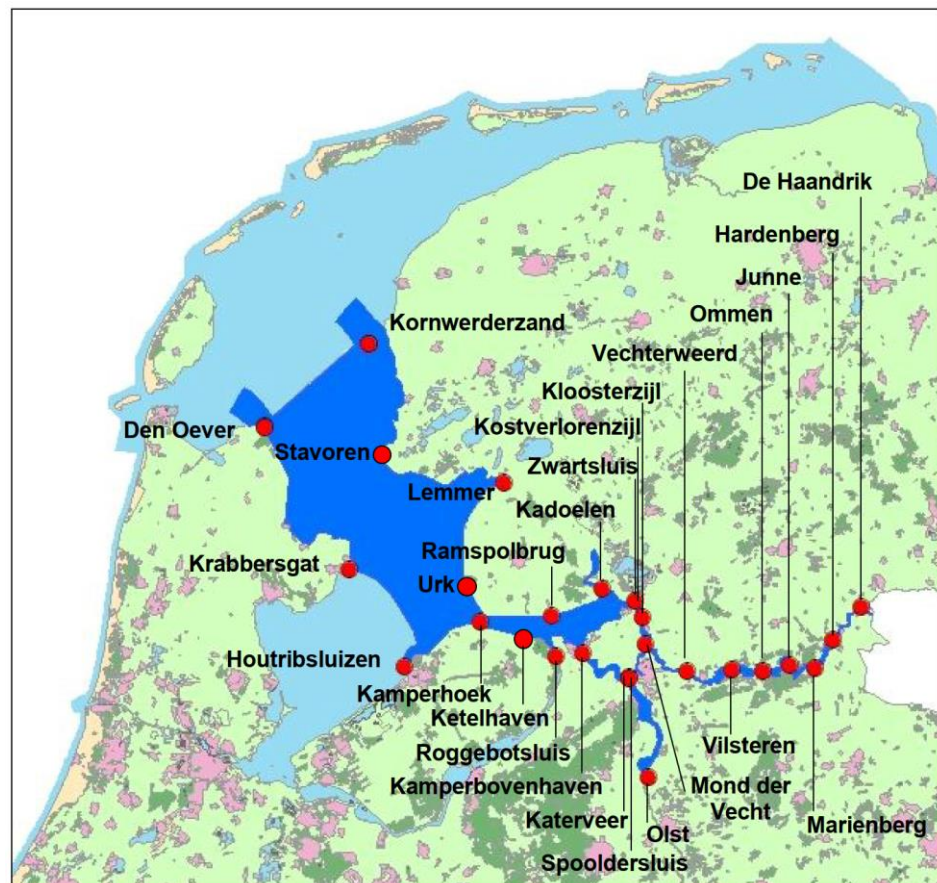 De Haandrik
Hardenberg
Junne
Ommen
Kornwerderzand
Vechterweerd
Kloosterzijl
Den Oever
Kostverlorenzijl
Stavoren
Zwartsluis
Lemmer
Kadoelen
Ramspolbrug
Krabbersgat
Urk
Houtribsluizen
Kamperhoek
Ketelhaven
Roggebotsluis
Vilsteren
Kamperbovenhaven
Mond der
Vecht
Katerveer
Olst
Marienberg
Spooldersluis